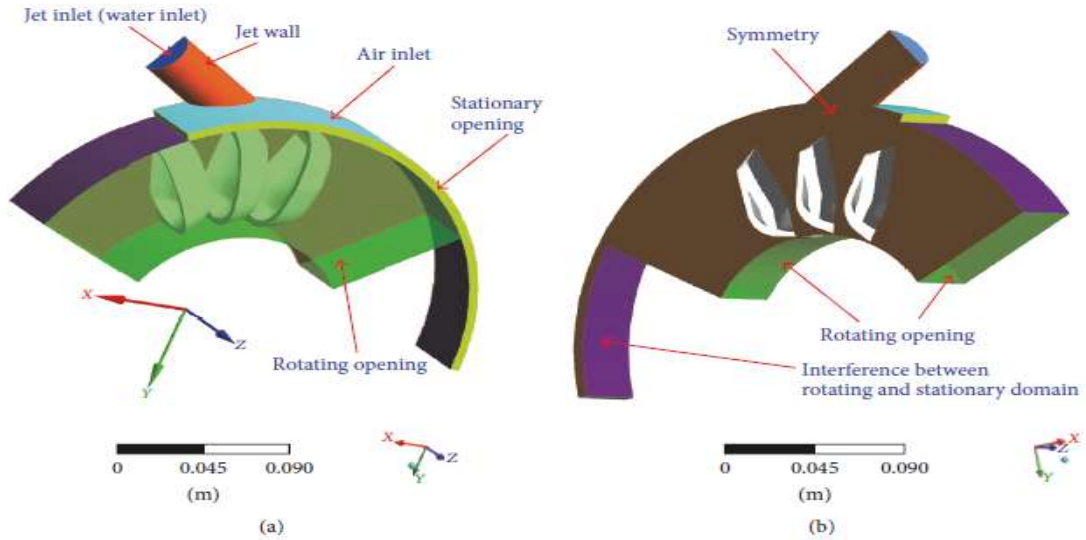 Jet inlet (water inlet)
Jet wall
Air inlet
Stationary
opening
X
Z
Y
Rotating opening
0
0.045
0.090
(m)
X
Z
Y
(a)
Symmetry
Rotating opening
Interference between
rotating and stationary domain
0
0.045
0.090
(m)
X
Z
Y
(b)